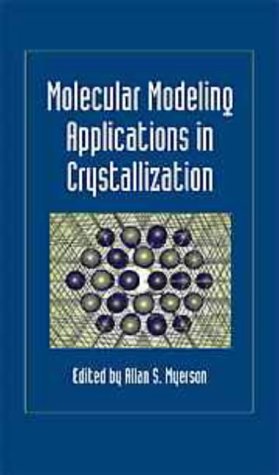 Molecular Modeling
Applications in
Crystallization
Edited by Allan S. Myerson